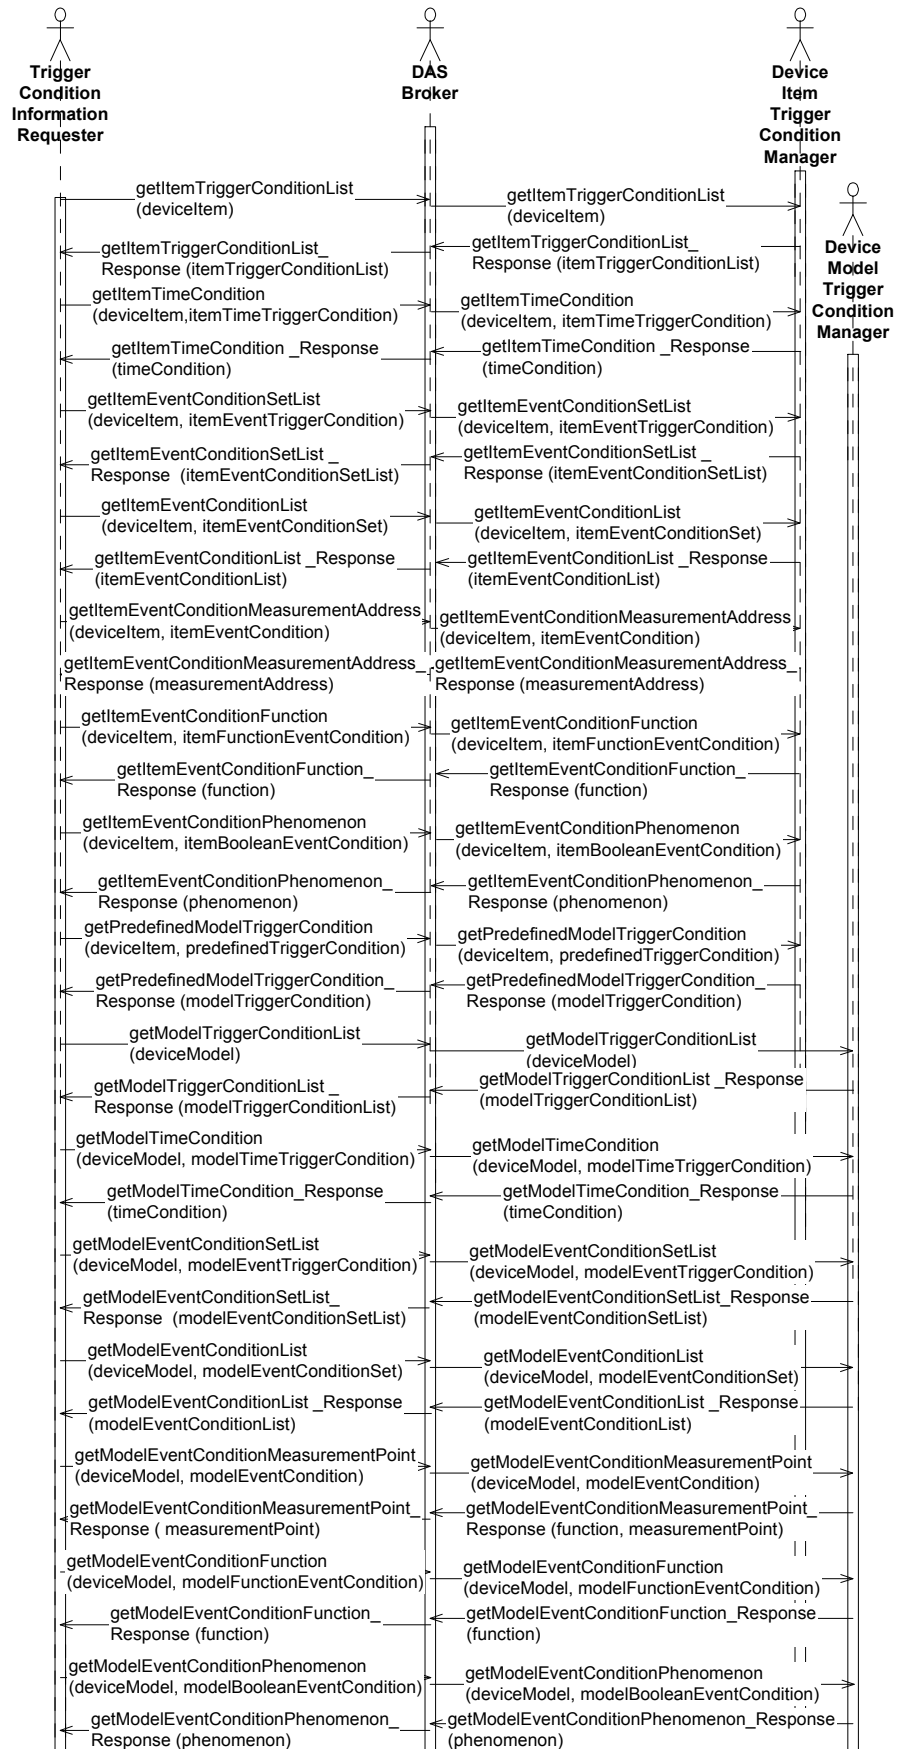 Trigger
Condition
Information
Requester
DAS
Broker
Device
Item
Trigger
Condition
Manager
Device
Model
Trigger
Condition
Manager
getItemTriggerConditionList
(deviceItem)
getItemTriggerConditionList
(deviceItem)
getItemTriggerConditionList_
Response (itemTriggerConditionList)
getItemTriggerConditionList_
Response (itemTriggerConditionList)
getItemTimeCondition
(deviceItem,itemTimeTriggerCondition)
getItemTimeCondition
(deviceItem, itemTimeTriggerCondition)
getItemTimeCondition _Response
(timeCondition)
getItemTimeCondition _Response
(timeCondition)
getItemEventConditionSetList
(deviceItem, itemEventTriggerCondition)
getItemEventConditionSetList
(deviceItem, itemEventTriggerCondition)
getItemEventConditionSetList _
Response  (itemEventConditionSetList)
getItemEventConditionSetList _
Response (itemEventConditionSetList)
getItemEventConditionList
(deviceItem, itemEventConditionSet)
getItemEventConditionList
(deviceItem, itemEventConditionSet)
getItemEventConditionList _Response
(itemEventConditionList)
getItemEventConditionList _Response
(itemEventConditionList)
getItemEventConditionMeasurementAddress
(deviceItem, itemEventCondition)
getItemEventConditionMeasurementAddress
(deviceItem, itemEventCondition)
getItemEventConditionMeasurementAddress_
Response (measurementAddress)
getItemEventConditionMeasurementAddress_
Response (measurementAddress)
getItemEventConditionFunction
(deviceItem, itemFunctionEventCondition)
getItemEventConditionFunction
(deviceItem, itemFunctionEventCondition)
getItemEventConditionFunction_
Response (function)
getItemEventConditionFunction_
Response (function)
getItemEventConditionPhenomenon
(deviceItem, itemBooleanEventCondition)
getItemEventConditionPhenomenon
(deviceItem, itemBooleanEventCondition)
getItemEventConditionPhenomenon_
Response (phenomenon)
getItemEventConditionPhenomenon_
Response (phenomenon)
getPredefinedModelTriggerCondition
(deviceItem, predefinedTriggerCondition)
getPredefinedModelTriggerCondition
(deviceItem, predefinedTriggerCondition)
getPredefinedModelTriggerCondition_
Response (modelTriggerCondition)
getPredefinedModelTriggerCondition_
Response (modelTriggerCondition)
getModelTriggerConditionList
(deviceModel)
getModelTriggerConditionList
(deviceModel)
getModelTriggerConditionList _
Response (modelTriggerConditionList)
getModelTriggerConditionList _Response
(modelTriggerConditionList)
getModelTimeCondition
(deviceModel, modelTimeTriggerCondition)
getModelTimeCondition
(deviceModel, modelTimeTriggerCondition)
getModelTimeCondition_Response
(timeCondition)
getModelTimeCondition_Response
(timeCondition)
getModelEventConditionSetList
(deviceModel, modelEventTriggerCondition)
getModelEventConditionSetList
(deviceModel, modelEventTriggerCondition)
getModelEventConditionSetList_
Response  (modelEventConditionSetList)
getModelEventConditionSetList_Response
(modelEventConditionSetList)
getModelEventConditionList
(deviceModel, modelEventConditionSet)
getModelEventConditionList
(deviceModel, modelEventConditionSet)
getModelEventConditionList _Response
(modelEventConditionList)
getModelEventConditionList _Response
(modelEventConditionList)
getModelEventConditionMeasurementPoint
(deviceModel, modelEventCondition)
getModelEventConditionMeasurementPoint
(deviceModel, modelEventCondition)
getModelEventConditionMeasurementPoint_
Response ( measurementPoint)
getModelEventConditionMeasurementPoint_
Response (function, measurementPoint)
getModelEventConditionFunction
(deviceModel, modelFunctionEventCondition)
getModelEventConditionFunction
(deviceModel, modelFunctionEventCondition)
getModelEventConditionFunction_
Response (function)
getModelEventConditionFunction_Response
(function)
getModelEventConditionPhenomenon
(deviceModel, modelBooleanEventCondition)
getModelEventConditionPhenomenon
(deviceModel, modelBooleanEventCondition)
getModelEventConditionPhenomenon_
Response (phenomenon)
getModelEventConditionPhenomenon_Response
(phenomenon)